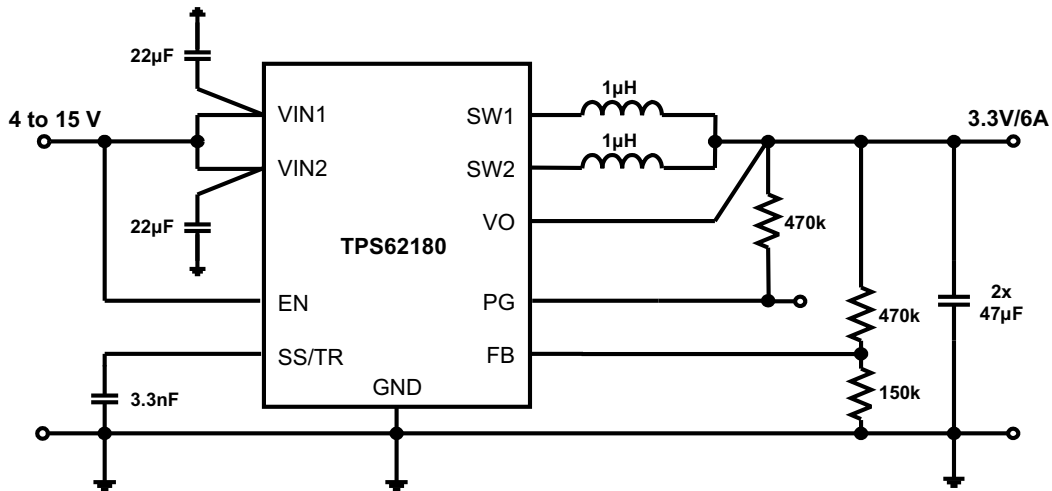 22µF
4 to 15 V
22µF
3.3nF
VIN1
VIN2
EN
SS/TR
TPS62180
GND
SW1
SW2
VO
PG
FB
1µH
1µH
470k
470k
150k
3.3V/6A
2x
47µF